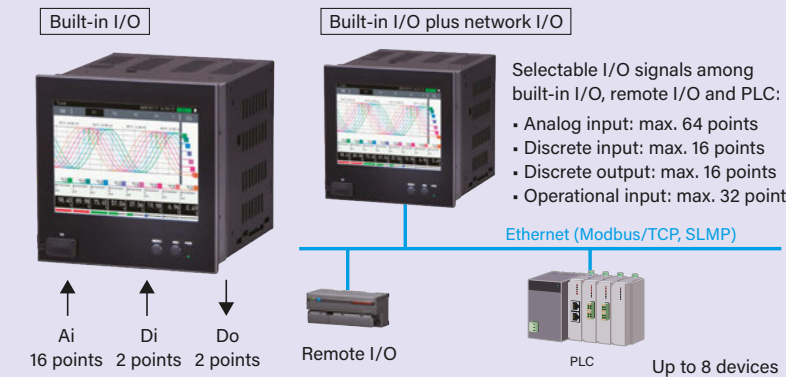 Built-in I/O
Built-in I/O plus network I/O
Selectable I/O signals among
built-in I/O, remote I/O and PLC:
• Analog input: max. 64 points
• Discrete input: max. 16 points
• Discrete output: max. 16 points
• Operational input: max. 32 point
Ethernet (Modbus/TCP, SLMP)
Ai
16 points
Di
2 points
Do
2 points
Remote I/O
PLC
Up to 8 devices